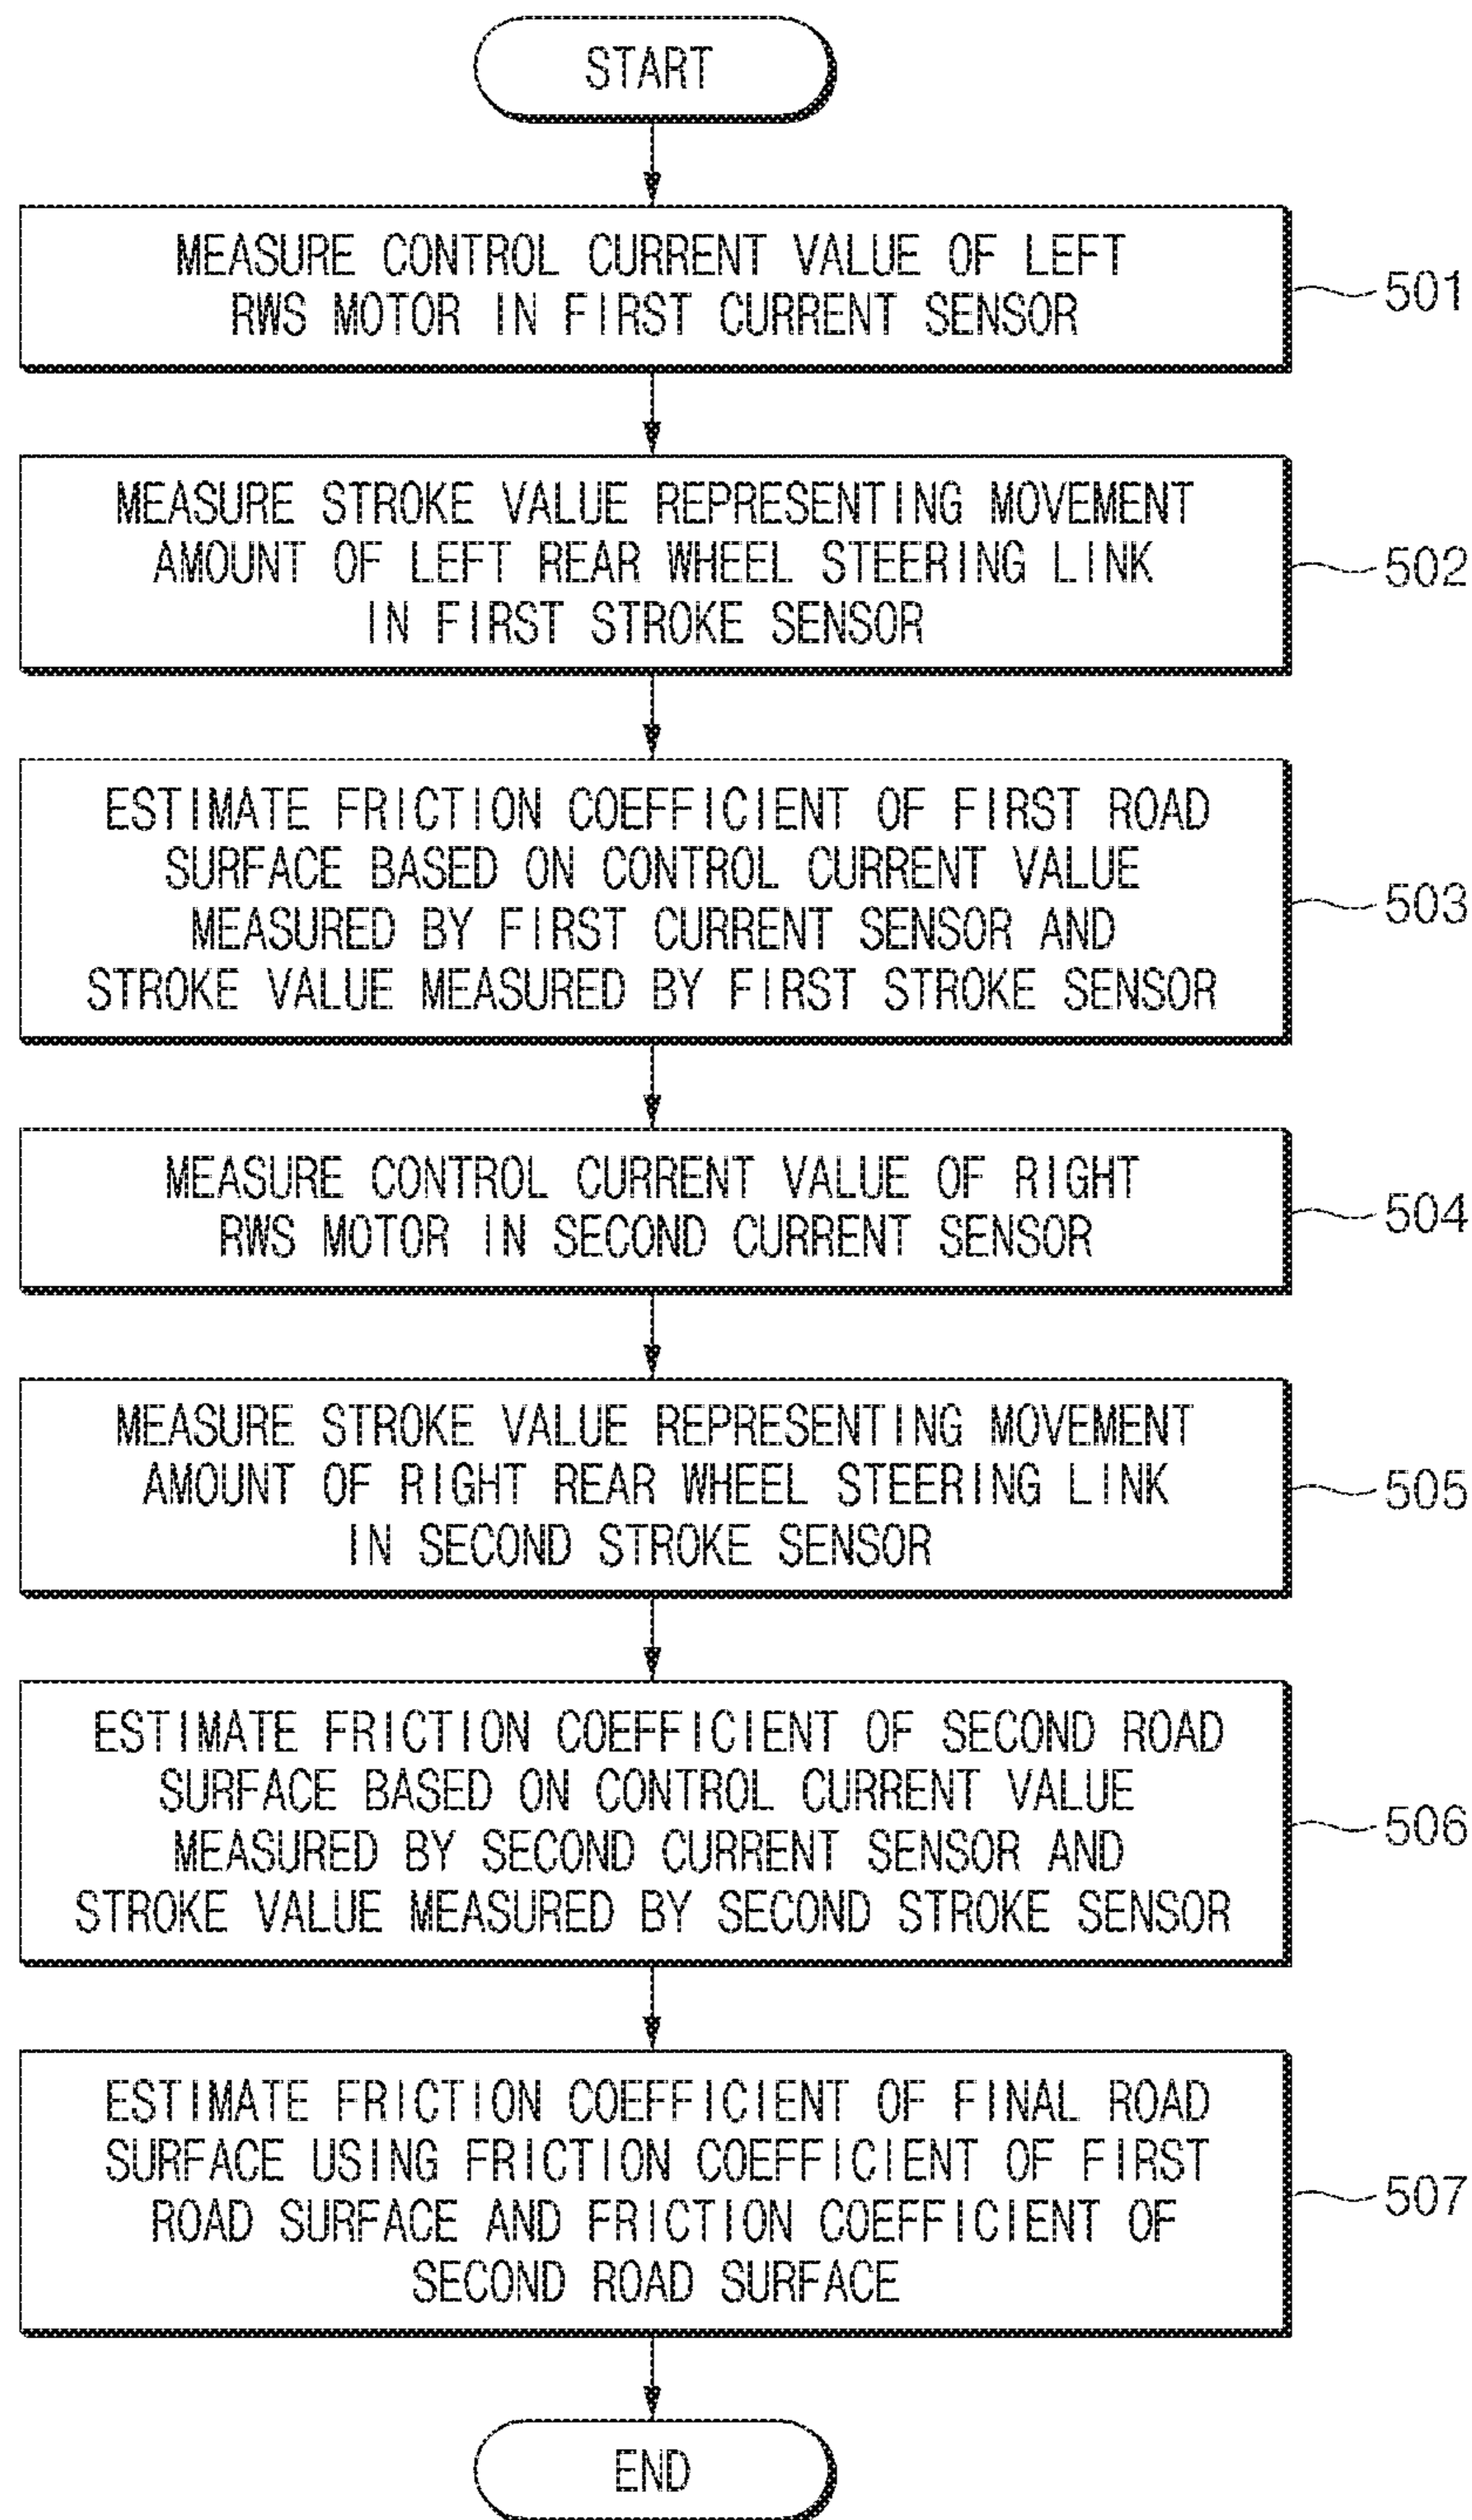 START
MEASURE CONTROL CURRENT VALUE OF LEFT
RWS MOTOR IN FIRST CURRENT SENSOR
501
MEASURE STROKE VALUE REPRESENTING MOVEMENT
AMOUNT OF LEFT REAR WHEEL STEERING LINK
IN FIRST STROKE SENSOR
502
ESTIMATE FRICTION COEFFICIENT OF FIRST ROAD
SURFACE BASED ON CONTROL CURRENT VALUE
MEASURED BY FIRST CURRENT SENSOR AND
STROKE VALUE MEASURED BY FIRST STROKE SENSOR
503
MEASURE CONTROL CURRENT VALUE OF RIGHT
RWS MOTOR IN SECOND CURRENT SENSOR
504
MEASURE STROKE VALUE REPRESENTING MOVEMENT
AMOUNT OF RIGHT REAR WHEEL STEERING LINK
IN SECOND STROKE SENSOR
505
ESTIMATE FRICTION COEFFICIENT OF SECOND ROAD
SURFACE BASED ON CONTROL CURRENT VALUE
MEASURED BY SECOND CURRENT SENSOR AND
STROKE VALUE MEASURED BY SECOND STROKE SENSOR
506
ESTIMATE FRICTION COEFFICIENT OF FINAL ROAD
SURFACE USING FRICTION COEFFICIENT OF FIRST
ROAD SURFACE AND FRICTION COEFFICIENT OF
SECOND ROAD SURFACE
507
END